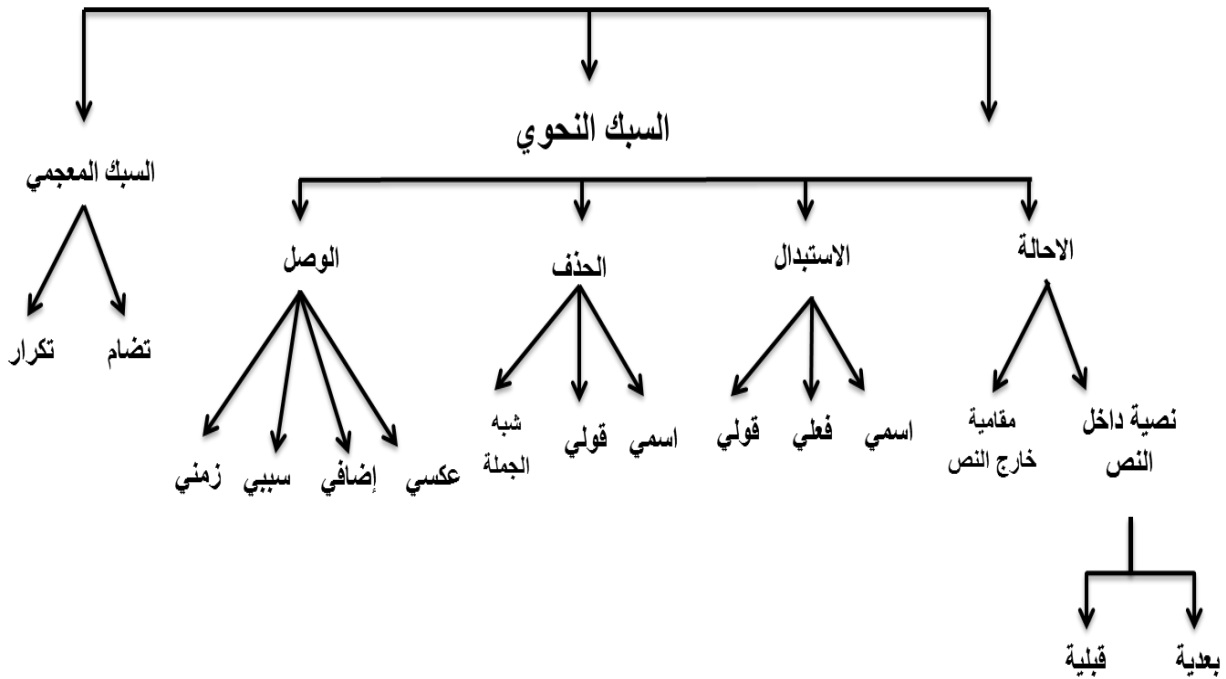 السبك النحوي
السبك المعجمي
الاحالة
الاستبدال
الحذف
الوصل
تضام
تكرار
نصية داخل
النص
مقامية
خارج النص
اسمي
فعلي
قولي
اسمي
قولي
شبه
الجملة
عكسي
إضافي
سببي
زمني
بعدية
قبلية